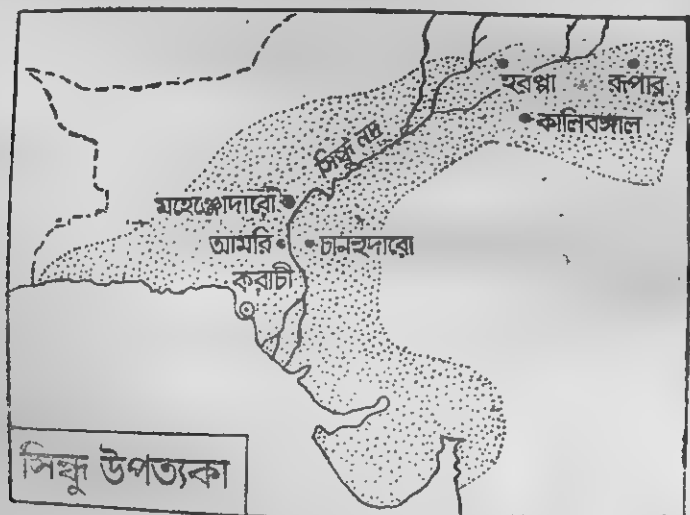 হরপ্পা
রূপার
কালিবঙ্গাল
সিন্ধু নদ
মহেঞ্জোদারো
আমরি
চানহুদারো
করাচী
সিন্ধু উপত্যকা